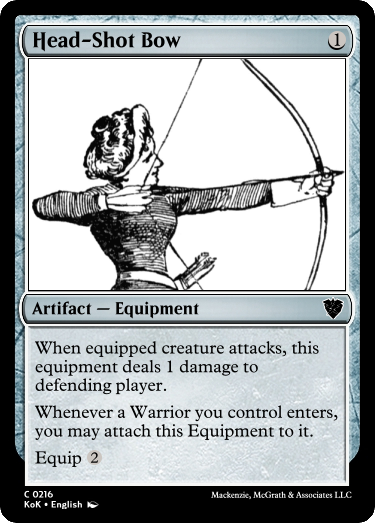 Head-Shot Bow 1
Artifact — Equipment
When equipped creature attacks, this
equipment deals 1 damage to
defending player.
Whenever a Warrior you control enters,
you may attach this Equipment to it.
Equip 2
C 0216
KoK • English
Mackenzie, McGrath & Associates LLC